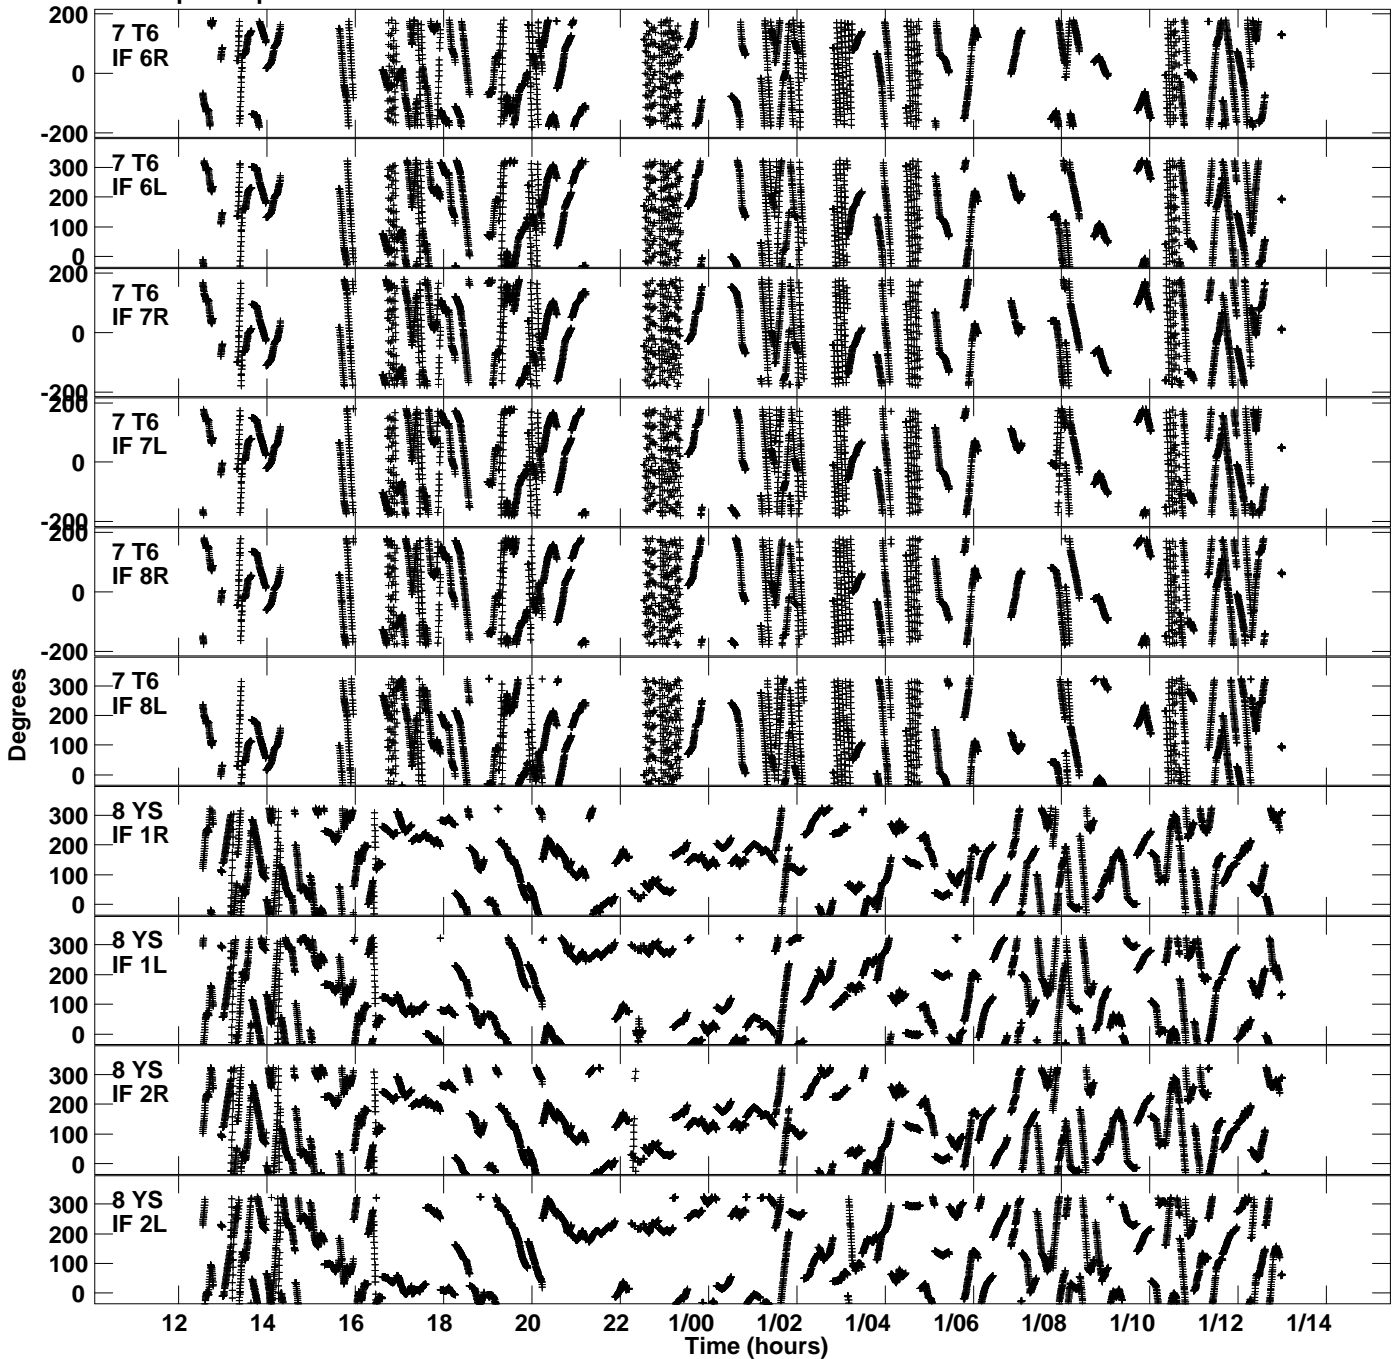 200
7 T6
IF 6R
0
-200
7 T6
300
IF 6L
200
100
0
200
7 T6
IF 7R
0
-200
200
7 T6
IF 7L
0
-200
200
7 T6
IF 8R
0
-200
7 T6
300
IF 8L
200
100
0
Degrees
8 YS
300
IF 1R
200
100
0
8 YS
300
IF 1L
200
100
0
8 YS
300
IF 2R
200
100
0
8 YS
300
IF 2L
200
100
0
12 14 16 18 20 22 1/00 1/02 1/04 1/06 1/08 1/10 1/12 1/14
Time (hours)